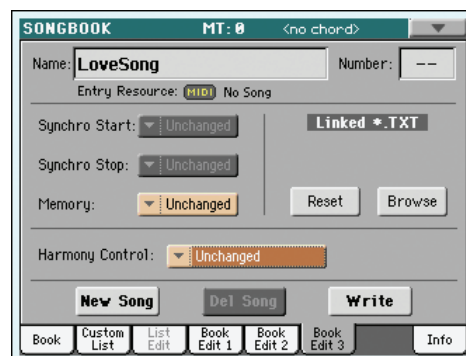 SONGBOOK MT: 0 <no chord>
Name: LoveSong Number: --
Entry Resource: MIDI No Song
Synchro Start: Unchanged Linked *.TXT
Synchro Stop: Unchanged
Memory: Unchanged Reset Browse
Harmony Control: Unchanged
New Song Del Song Write
Book Custom List List Edit Book Edit 1 Book Edit 2 Book Edit 3 Info